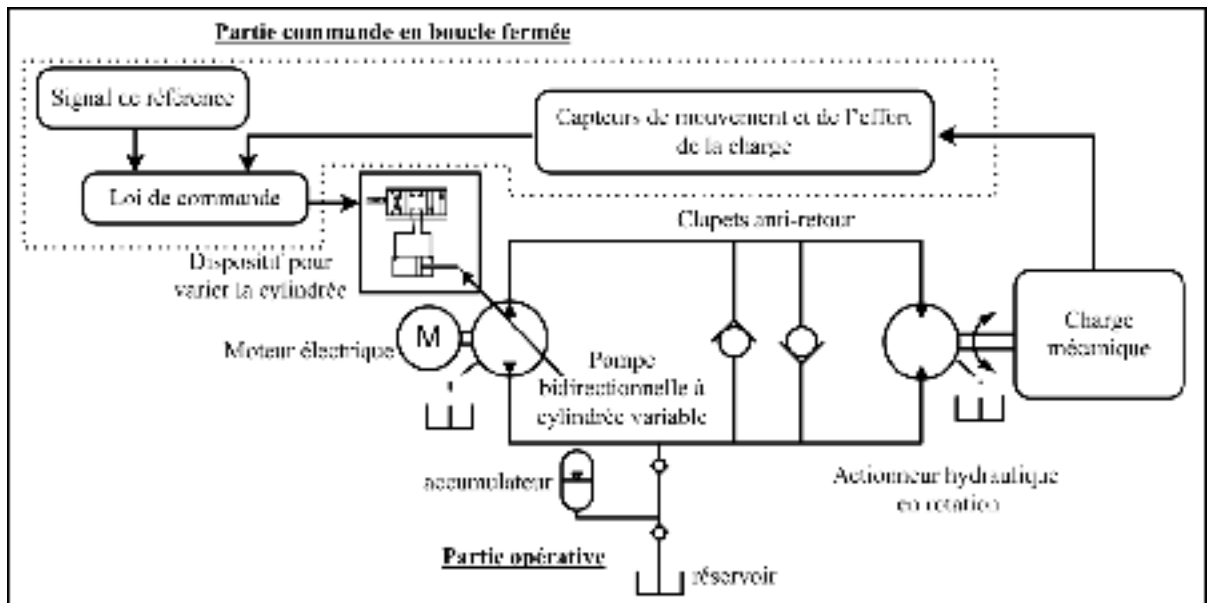 Partie commande en boucle fermée
Signal de référence
Capteurs de mouvement et de l'effort
de la charge
Loi de commande
Clapets anti-retour
Dispositif pour
varier la cylindrée
Charge
mécanique
Moteur électrique
M
Pompe
bidirectionnelle à
cylindrée variable
accumulateur
Actionneur hydraulique
en rotation
Partie opérative
réservoir